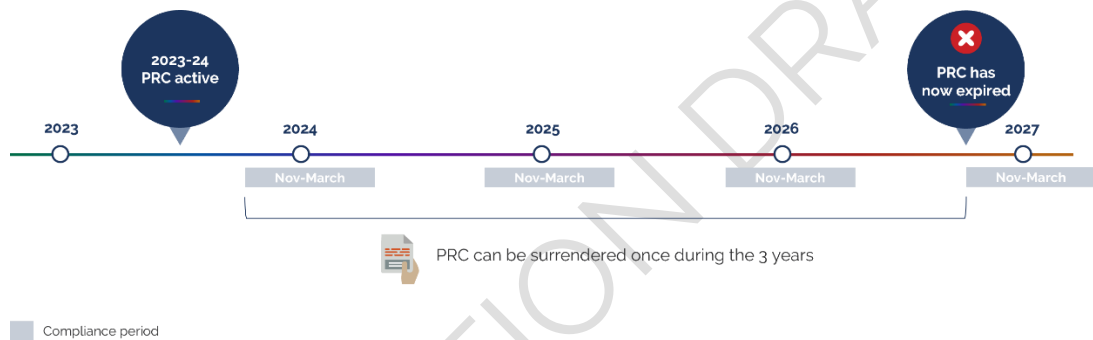 2023-24
PRC active
PRC has
now expired
2023
2024
2025
2026
2027
Nov-March
Nov-March
Nov-March
Nov-March
PRC can be surrendered once during the 3 years
Compliance period